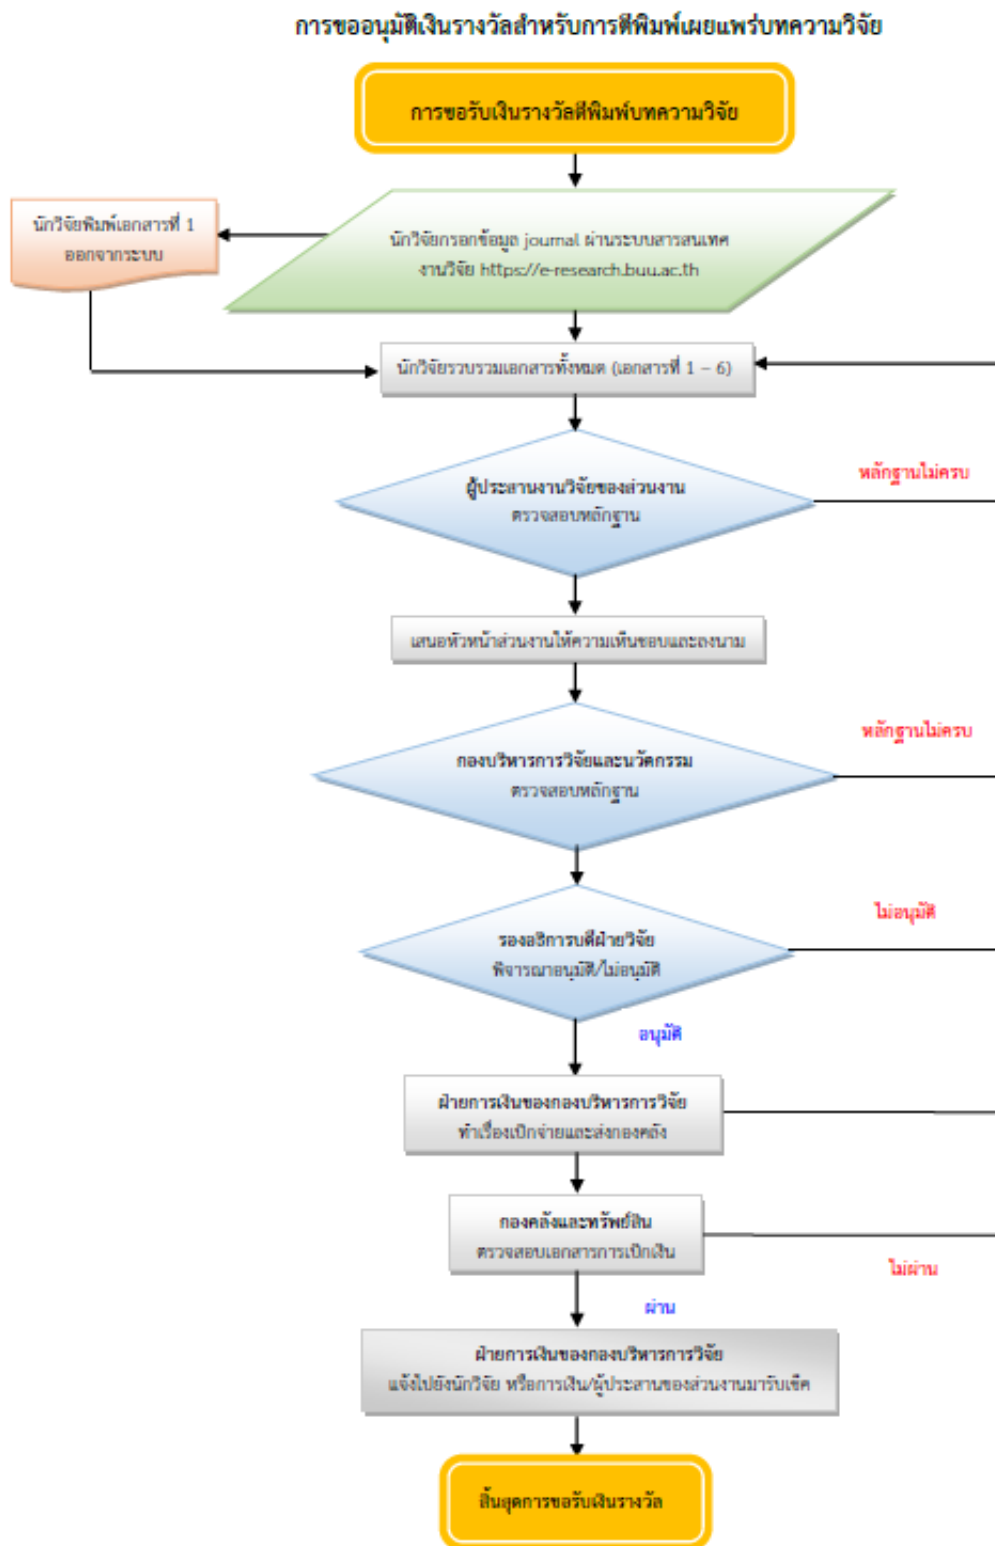 การขออนุมัติเงินรางวัลสำหรับการตีพิมพ์เผยแพร่บทความวิจัย
การขอรับเงินรางวัลตีพิมพ์บทความวิจัย
นักวิจัยพิมพ์เอกสารที่ 1
ออกจากระบบ
นักวิจัยกรอกข้อมูล journal ผ่านระบบสารสนเทศ
งานวิจัย https://e-research.buu.ac.th
นักวิจัยรวบรวมเอกสารทั้งหมด (เอกสารที่ 1 – 6)
ผู้ประสานงานวิจัยของส่วนงาน
ตรวจสอบหลักฐาน
หลักฐานไม่ครบ
เสนอหัวหน้าส่วนงานให้ความเห็นชอบและลงนาม
กองบริหารการวิจัยและนวัตกรรม
ตรวจสอบหลักฐาน
หลักฐานไม่ครบ
รองอธิการบดีฝ่ายวิจัย
พิจารณาอนุมัติ/ไม่อนุมัติ
ไม่อนุมัติ
อนุมัติ
ฝ่ายการเงินของกองบริหารการวิจัย
ทำเรื่องเบิกจ่ายและส่งกองคลัง
กองคลังและทรัพย์สิน
ตรวจสอบเอกสารการเบิกเงิน
ไม่ผ่าน
ผ่าน
ฝ่ายการเงินของกองบริหารการวิจัย
แจ้งไปยังนักวิจัย หรือการเงิน/ผู้ประสานของส่วนงานมารับเช็ค
สิ้นสุดการขอรับเงินรางวัล